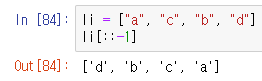 In [84]: li = ["a", "c", "b", "d"]
li[::-1]
Out[84]: ['d', 'b', 'c', 'a']